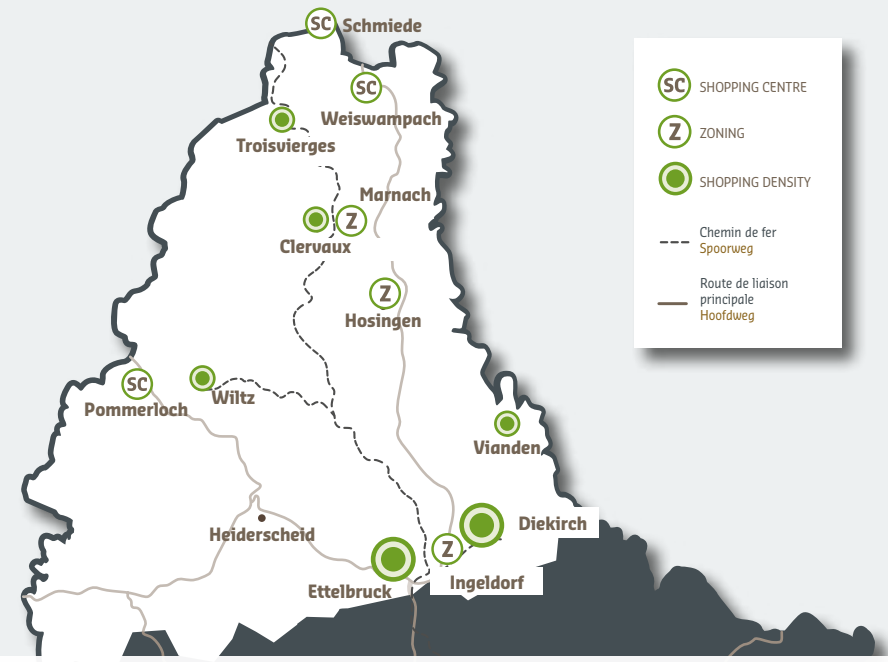 SC Schmiede
SC
Weiswampach
Troisvierges
Marnach
Z
Clervaux
Z
Hosingen
SC
Pommerloch
Wiltz
Vianden
Heiderscheid
Diekirch
Z
Ettelbruck
Ingeldorf
SC SHOPPING CENTRE
Z ZONING
SHOPPING DENSITY
Chemin de fer
Spoorweg
Route de liaison
principale
Hoofdweg